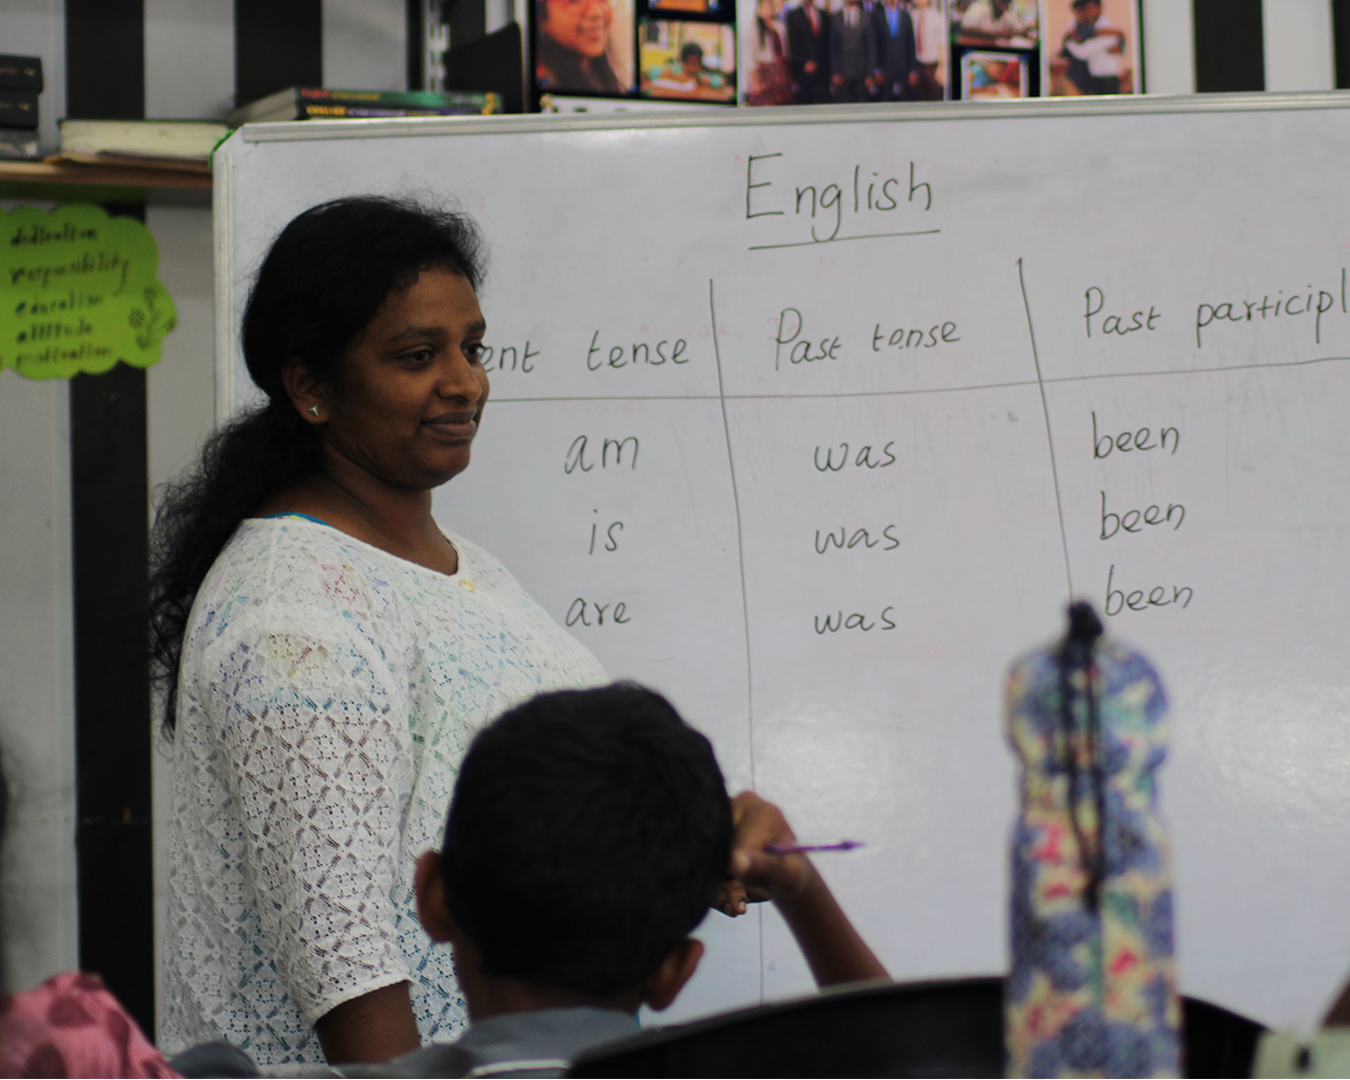 English
ent tense Past tense Past participl
am was been
is was been
are was been
dedication
responsibility
education
attitude
motivation